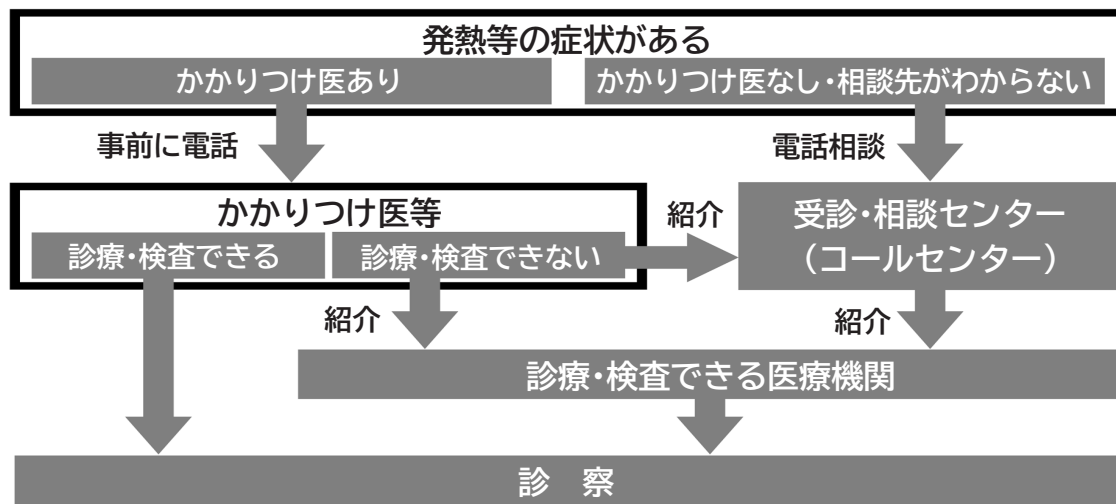 発熱等の症状がある
かかりつけ医あり
かかりつけ医なし・相談先がわからない
事前に電話
電話相談
かかりつけ医等
診療・検査できる
診療・検査できない
紹介
受診・相談センター
（コールセンター）
紹介
紹介
診療・検査できる医療機関
診　察